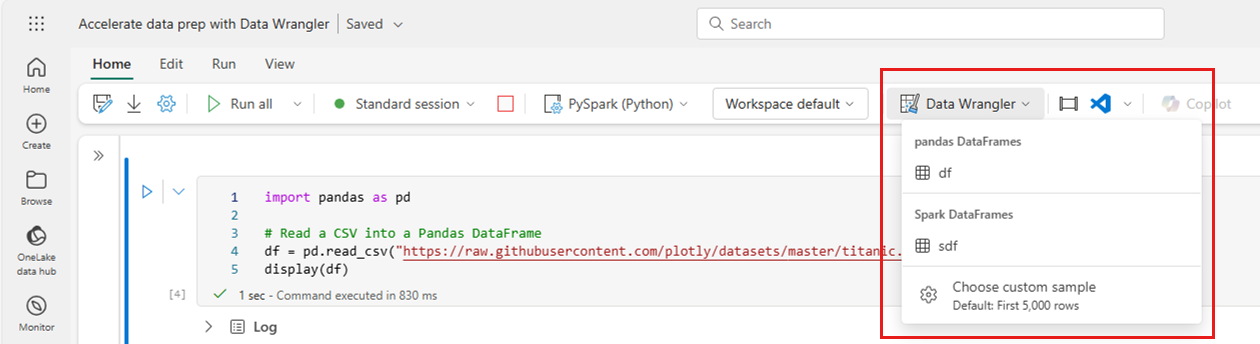 Accelerate data prep with Data Wrangler | Saved
Search
Home Edit Run View
Run all Standard session PySpark (Python) Workspace default Data Wrangler Copilot
Home
Create
Browse
OneLake
data hub
Monitor
pandas DataFrames
df
Spark DataFrames
sdf
Choose custom sample
Default: First 5,000 rows
1 import pandas as pd
2
3 # Read a CSV into a Pandas DataFrame
4 df = pd.read_csv("https://raw.githubusercontent.com/plotly/datasets/master/titanic.
5 display(df)
[4] 1 sec - Command executed in 830 ms
Log